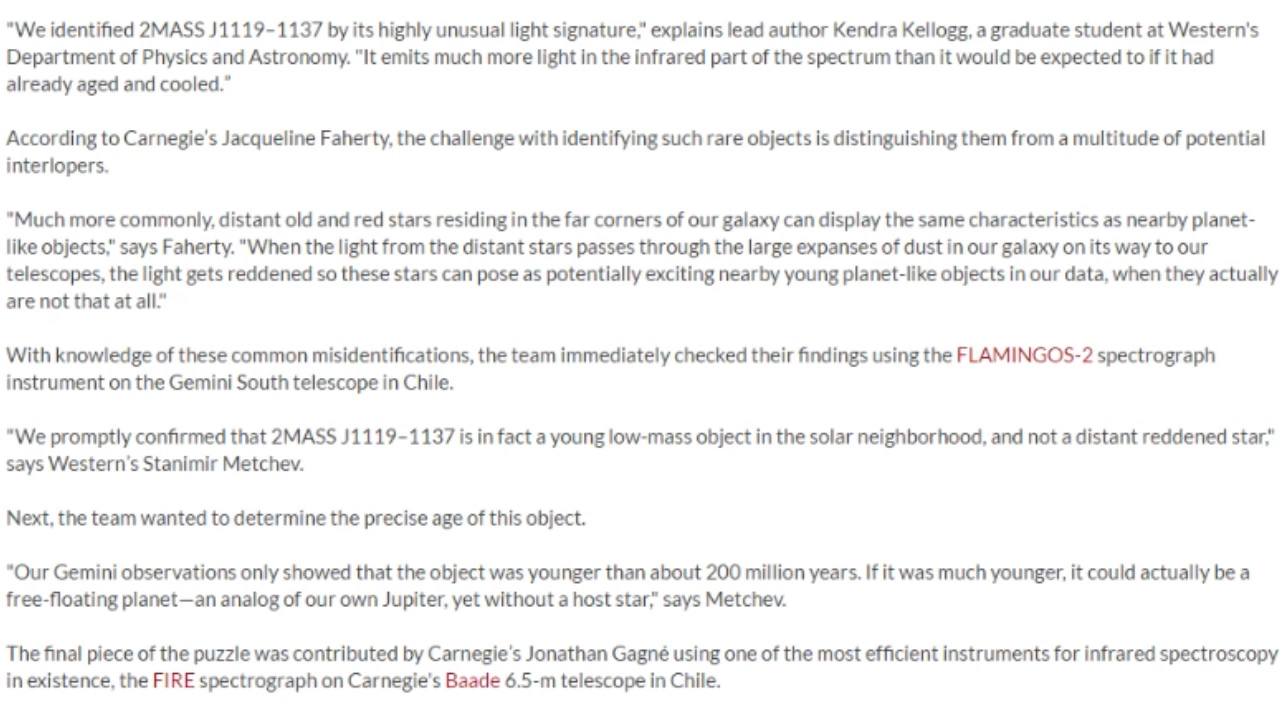 "We identified 2MASS J1119–1137 by its highly unusual light signature," explains lead author Kendra Kellogg, a graduate student at Western's
Department of Physics and Astronomy. "It emits much more light in the infrared part of the spectrum than it would be expected to if it had
already aged and cooled."
According to Carnegie's Jacqueline Faherty, the challenge with identifying such rare objects is distinguishing them from a multitude of potential
interlopers.
"Much more commonly, distant old and red stars residing in the far corners of our galaxy can display the same characteristics as nearby planet-
like objects," says Faherty. "When the light from the distant stars passes through the large expanses of dust in our galaxy on its way to our
telescopes, the light gets reddened so these stars can pose as potentially exciting nearby young planet-like objects in our data, when they actually
are not that at all."
With knowledge of these common misidentifications, the team immediately checked their findings using the FLAMINGOS-2 spectrograph
instrument on the Gemini South telescope in Chile.
"We promptly confirmed that 2MASS J1119–1137 is in fact a young low-mass object in the solar neighborhood, and not a distant reddened star,"
says Western's Stanimir Metchev.
Next, the team wanted to determine the precise age of this object.
"Our Gemini observations only showed that the object was younger than about 200 million years. If it was much younger, it could actually be a
free-floating planet—an analog of our own Jupiter, yet without a host star," says Metchev.
The final piece of the puzzle was contributed by Carnegie's Jonathan Gagné using one of the most efficient instruments for infrared spectroscopy
in existence, the FIRE spectrograph on Carnegie's Baade 6.5-m telescope in Chile.